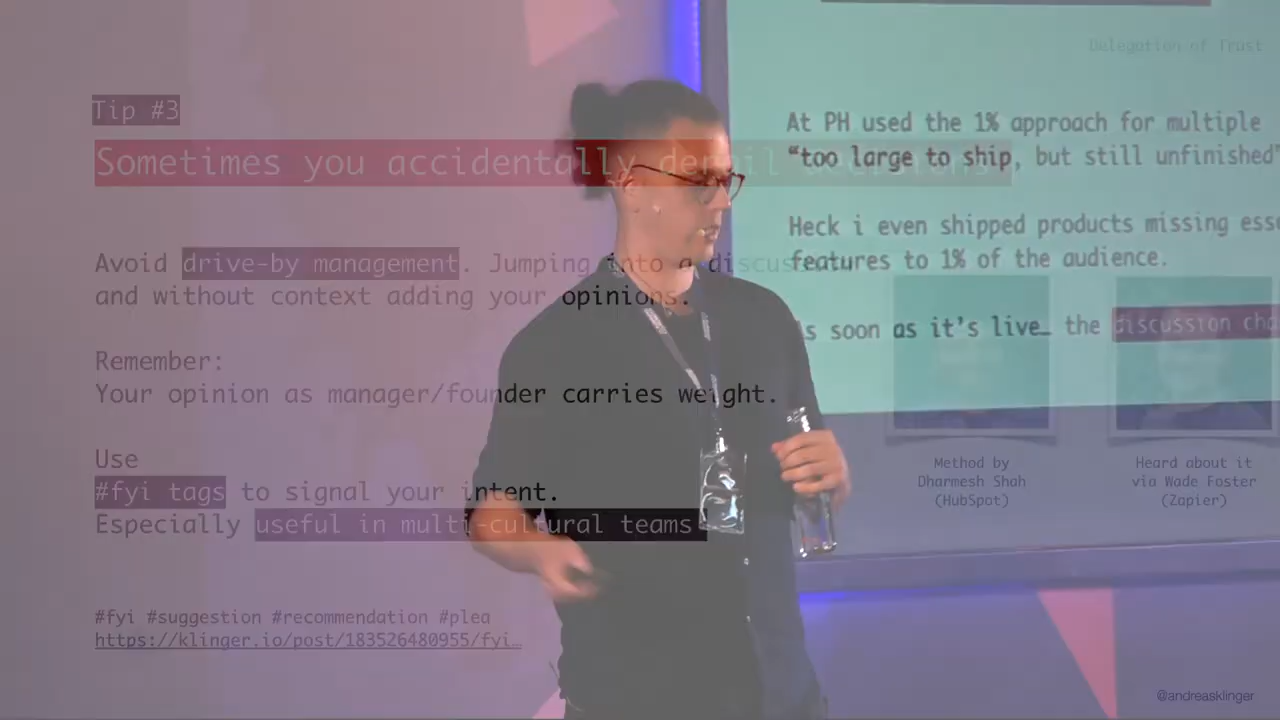 Delegation of Trust
Tip #3
Sometimes you accidentally derail decisions.
Avoid drive-by management. Jumping into a discussion
and without context adding your opinions.
Remember:
Your opinion as manager/founder carries weight.
Use
#fyi tags to signal your intent.
Especially useful in multi-cultural teams
#fyi #suggestion #recommendation #plea
https://klinger.io/post/183526480955/fyi…
At PH used the 1% approach for multiple
“too large to ship, but still unfinished”
Heck i even shipped products missing esse
features to 1% of the audience.
As soon as it’s live… the discussion cha
Method by
Dharmesh Shah
(HubSpot)
Heard about it
via Wade Foster
(Zapier)
@andreasklinger